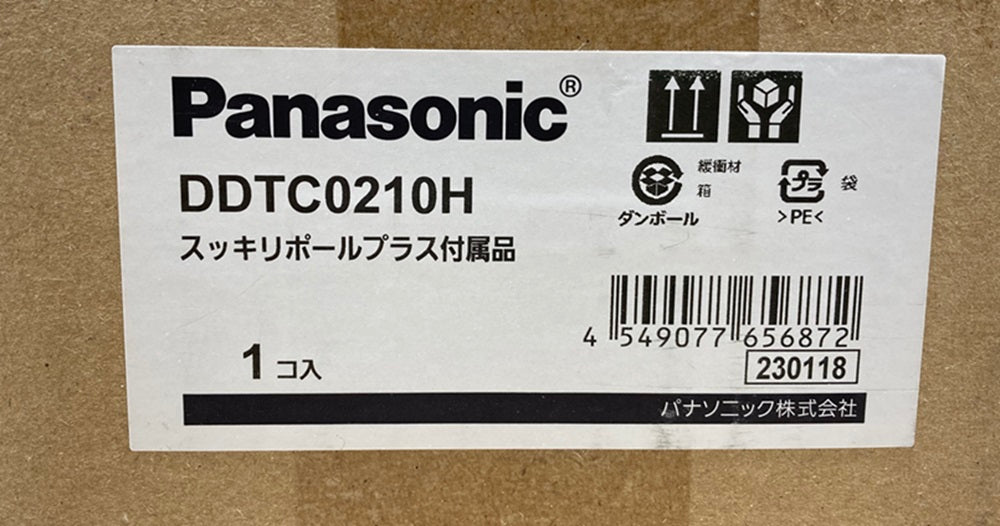 Panasonic®
DDTC0210H
スッキリポールプラス付属品
1 コ入
緩衝材
箱
ダンボール
プラ
袋
>PE<
4 549077 656872
230118
パナソニック株式会社